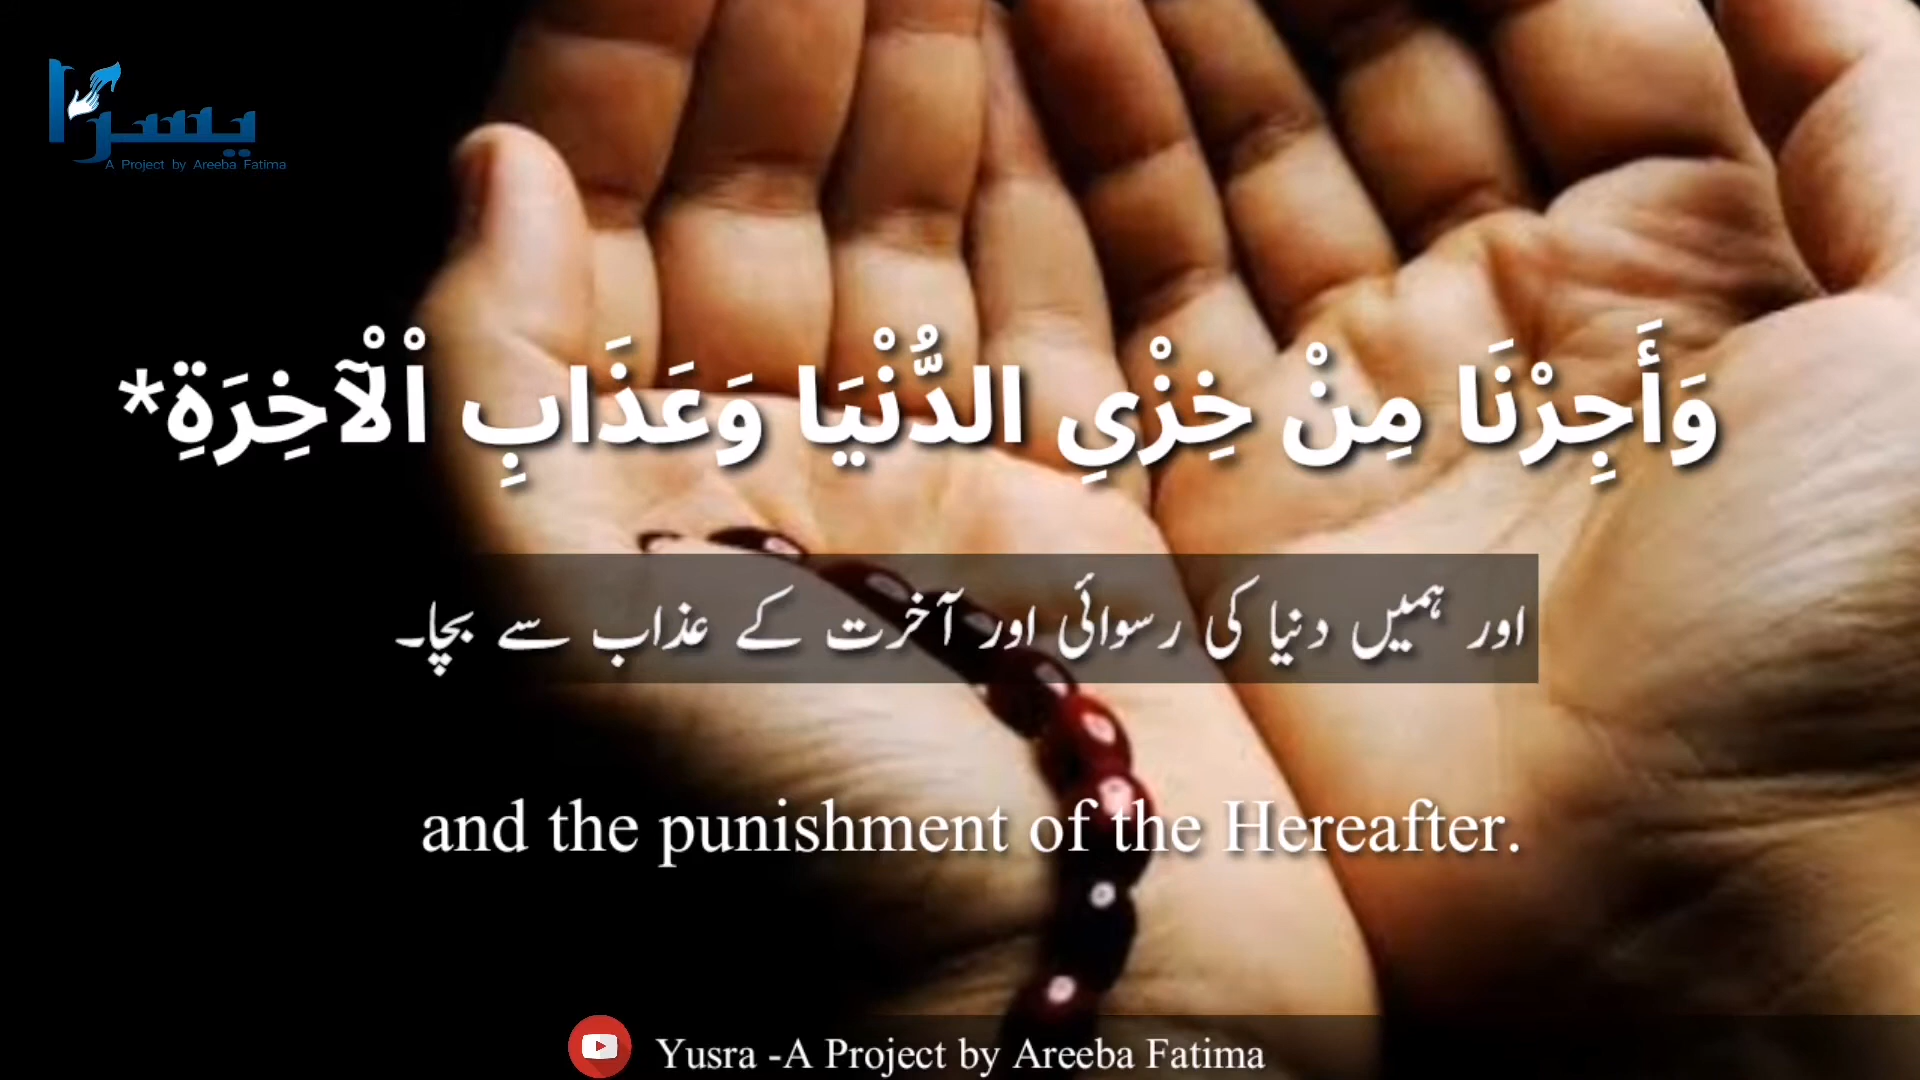 يسرا
A Project by Areeba Fatima
وَأَجِرْنَا مِنْ خِزْيِ الدُّنْيَا وَعَذَابِ اْلْآخِرَةِ*
اور ہمیں دنیا کی رسوائی اور آخرت کے عذاب سے بچا۔
and the punishment of the Hereafter.
Yusra -A Project by Areeba Fatima